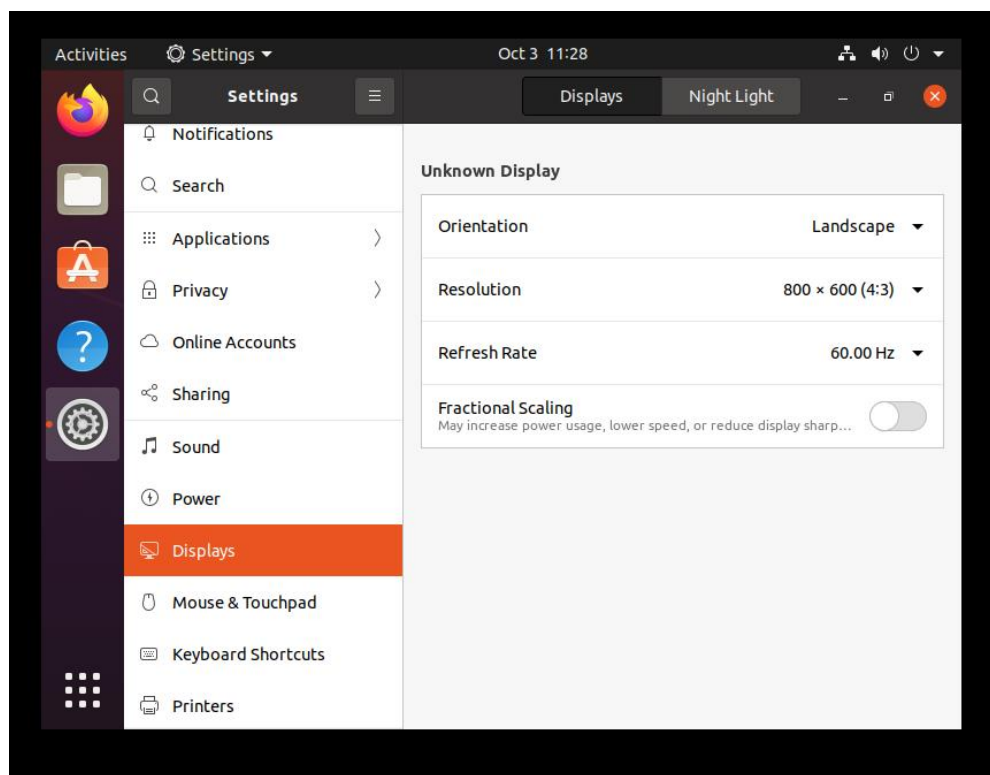 Activities Settings Oct 3 11:28
Settings Displays Night Light
Notifications
Search
Applications
Privacy
Online Accounts
Sharing
Sound
Power
Displays
Mouse & Touchpad
Keyboard Shortcuts
Printers
Unknown Display
Orientation Landscape
Resolution 800 × 600 (4:3)
Refresh Rate 60.00 Hz
Fractional Scaling
May increase power usage, lower speed, or reduce display sharp...